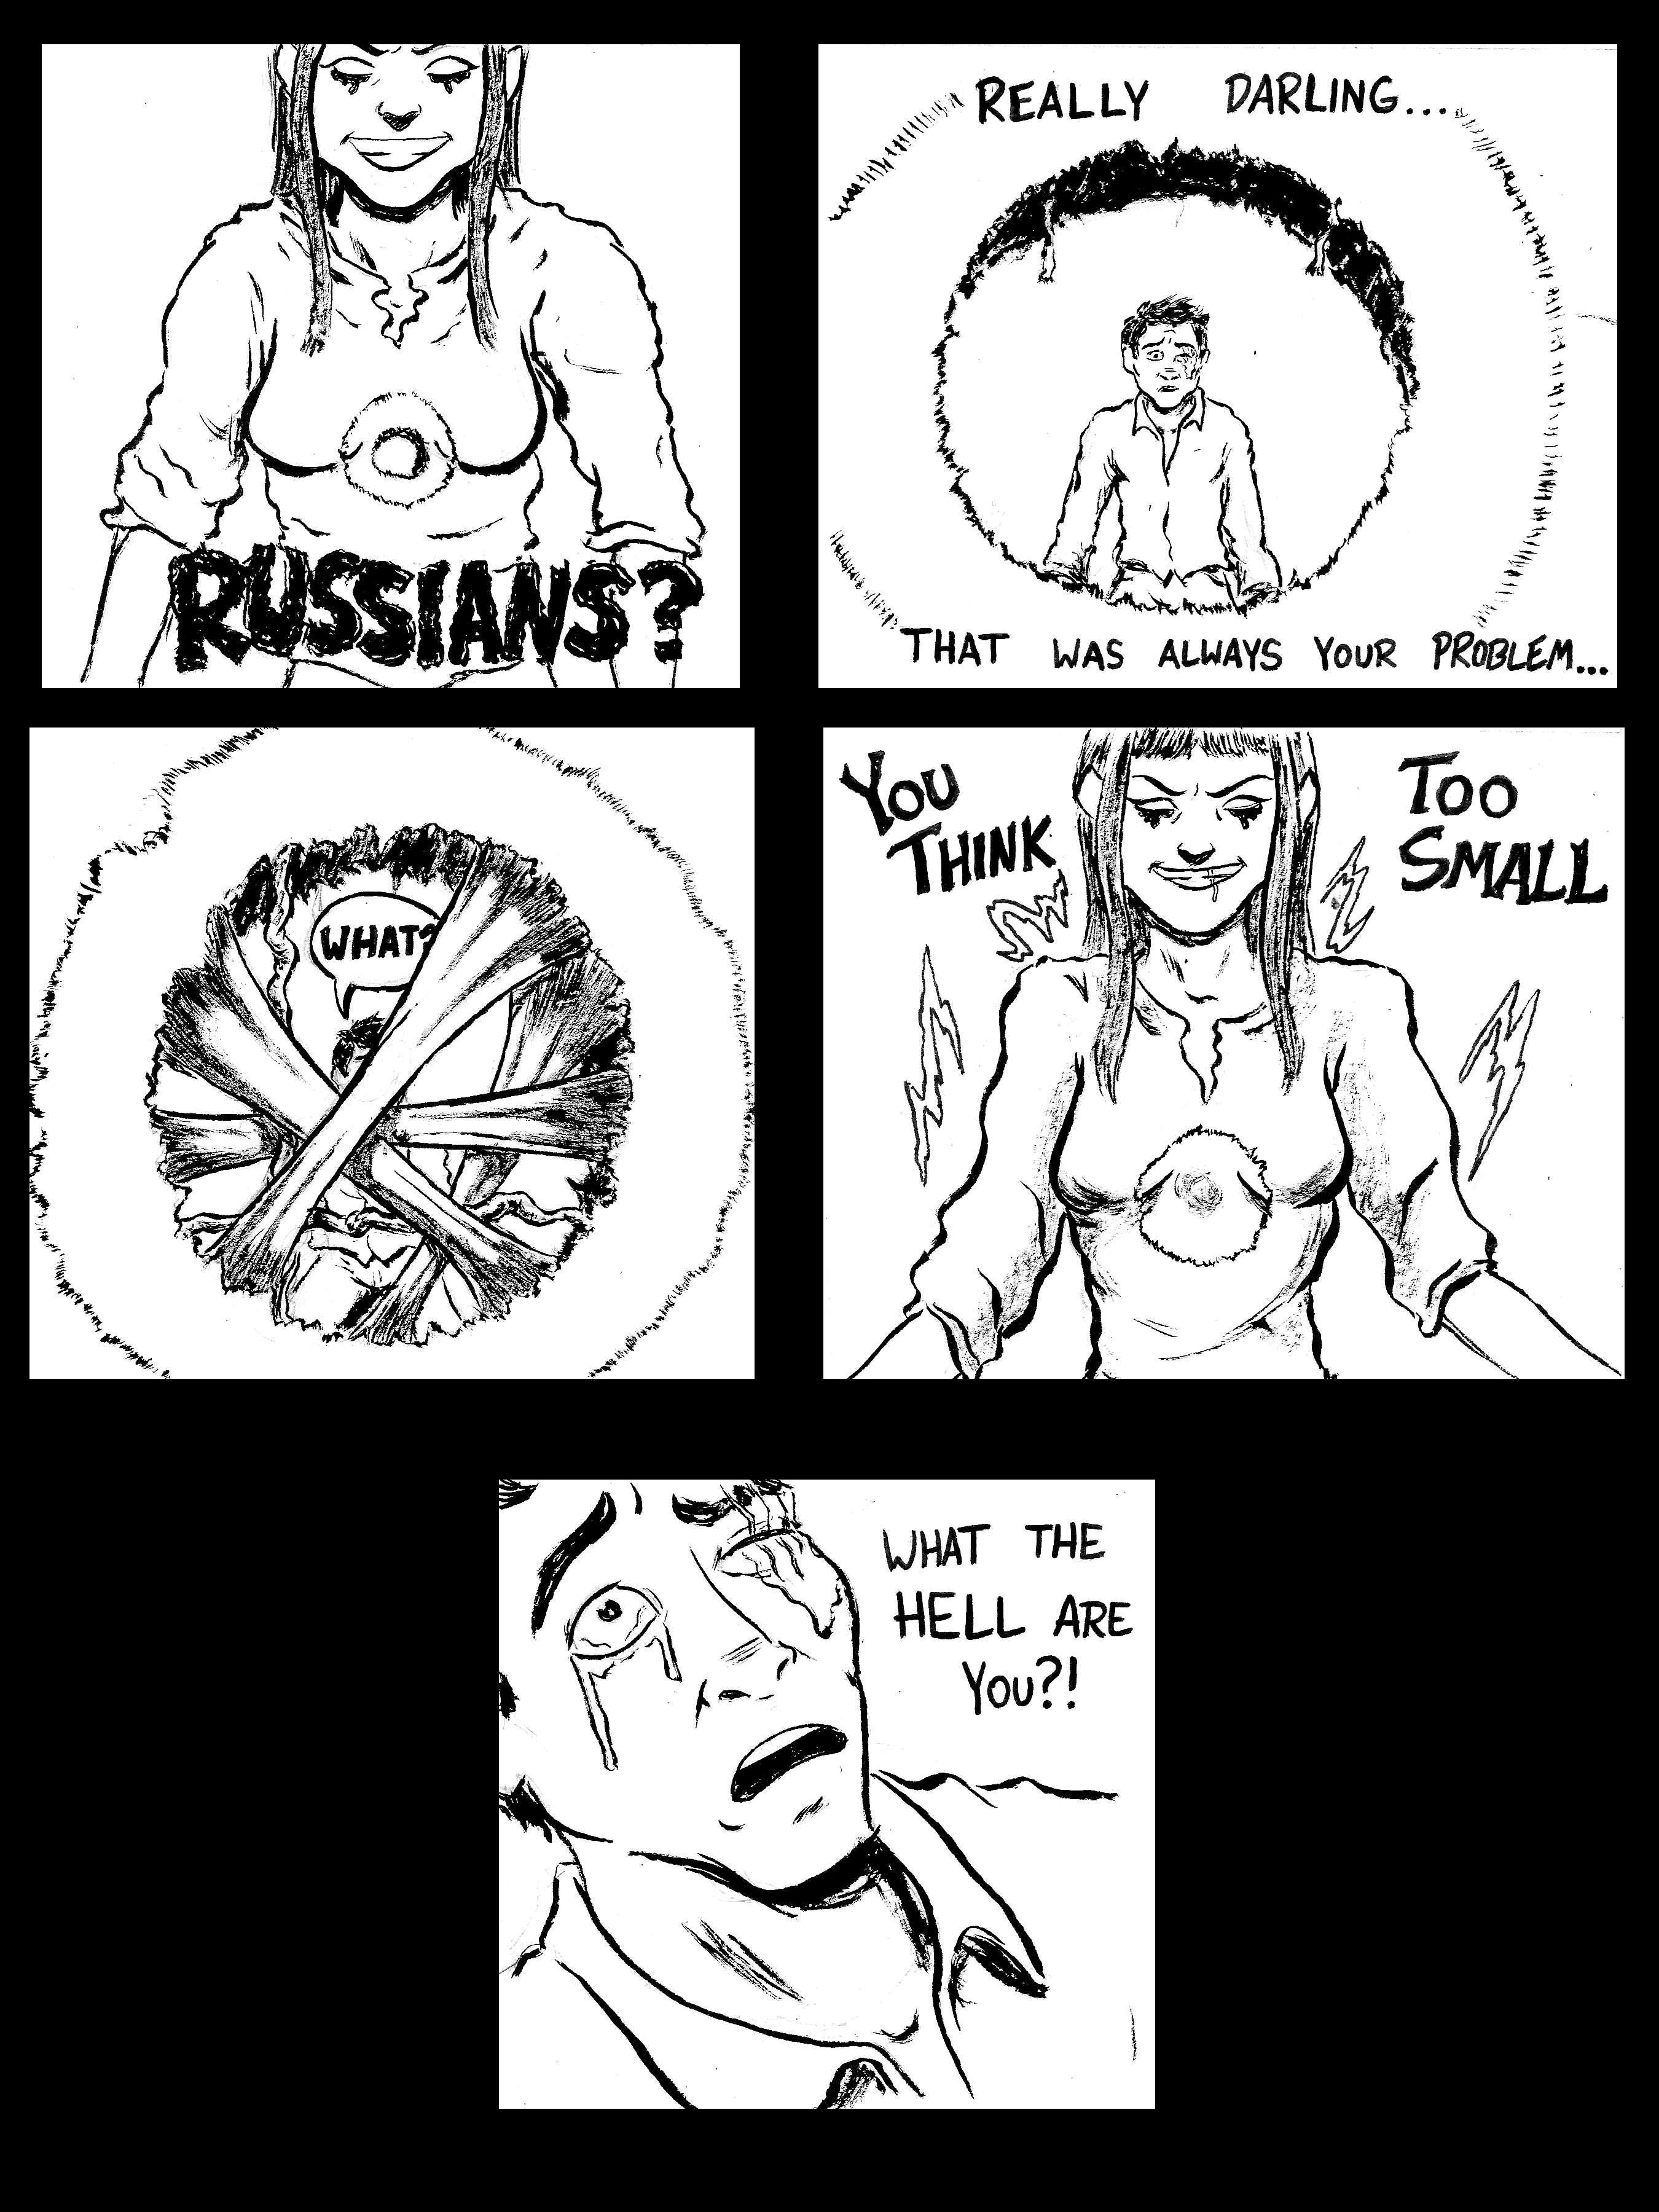 RUSSIANS?
REALLY DARLING...
THAT WAS ALWAYS YOUR PROBLEM...
WHAT?
YOU
THINK
TOO
SMALL
WHAT THE
HELL ARE
YOU?!